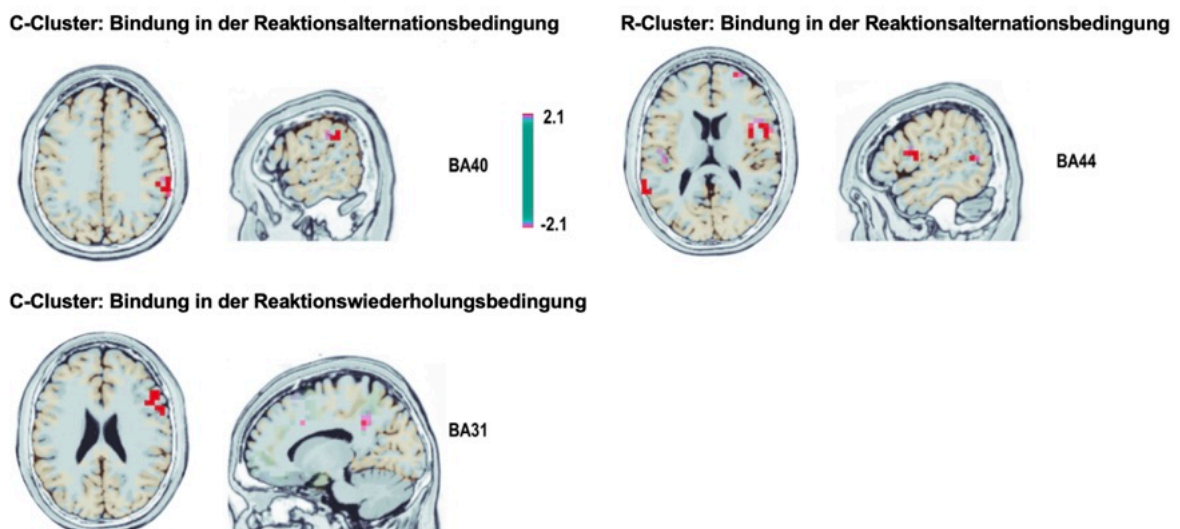 C-Cluster: Bindung in der Reaktionsalternationsbedingung
R-Cluster: Bindung in der Reaktionsalternationsbedingung
2.1
BA40
-2.1
BA44
C-Cluster: Bindung in der Reaktionswiederholungsbedingung
BA31